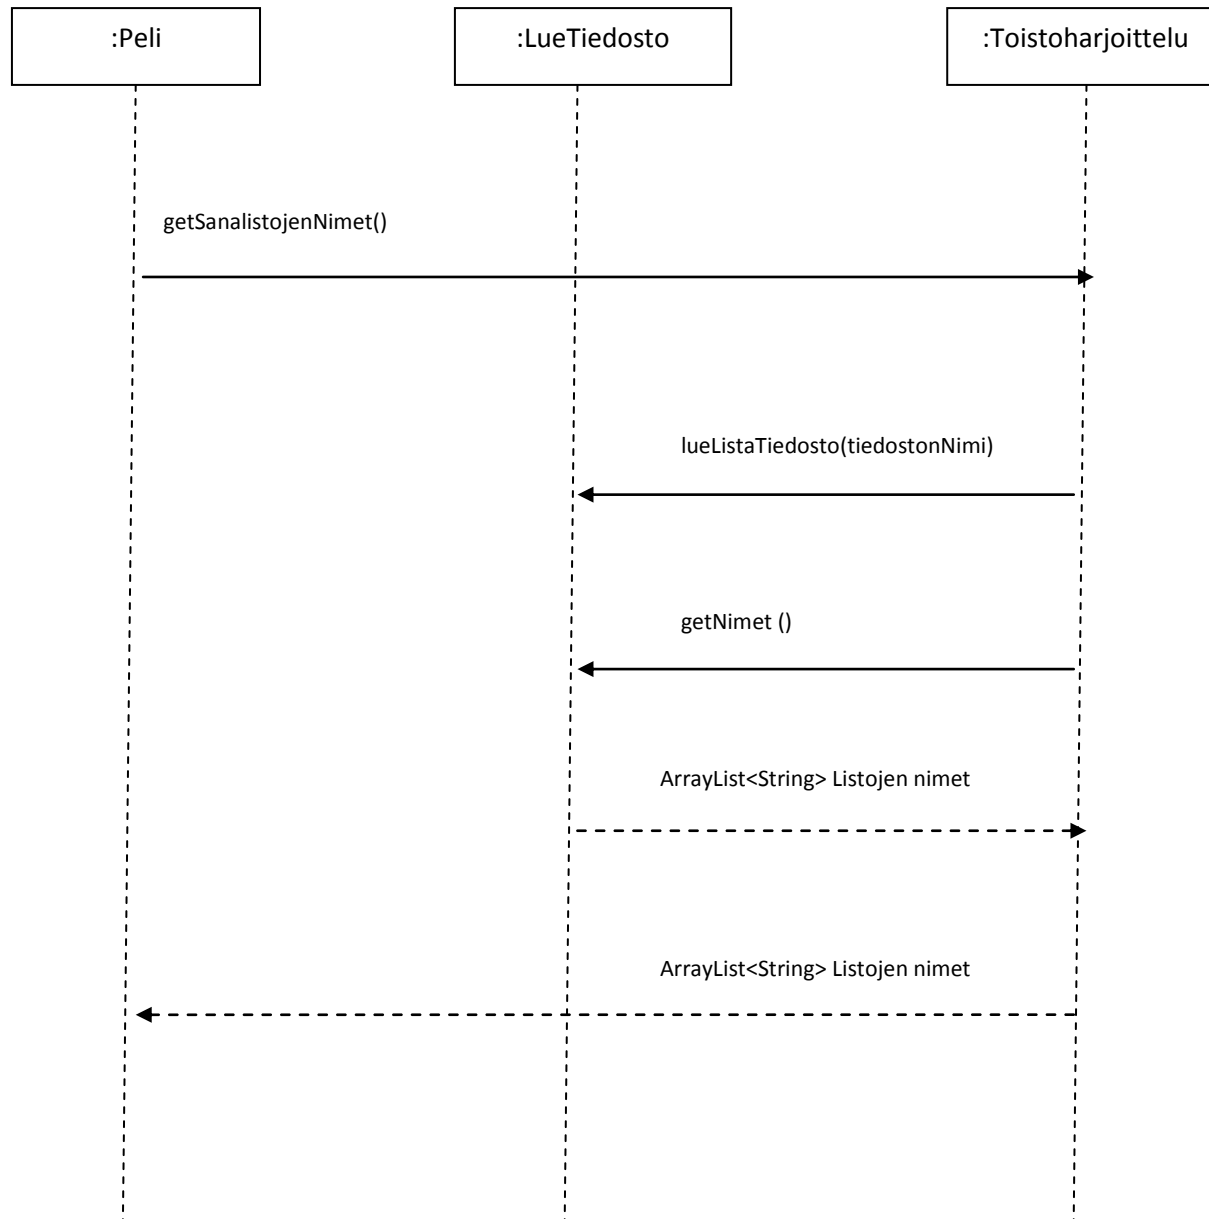 :Peli
:LueTiedosto
:Toistoharjoittelu
getSanalistojenNimet()
lueListaTiedosto(tiedostonNimi)
getNimet ()
ArrayList<String> Listojen nimet
ArrayList<String> Listojen nimet